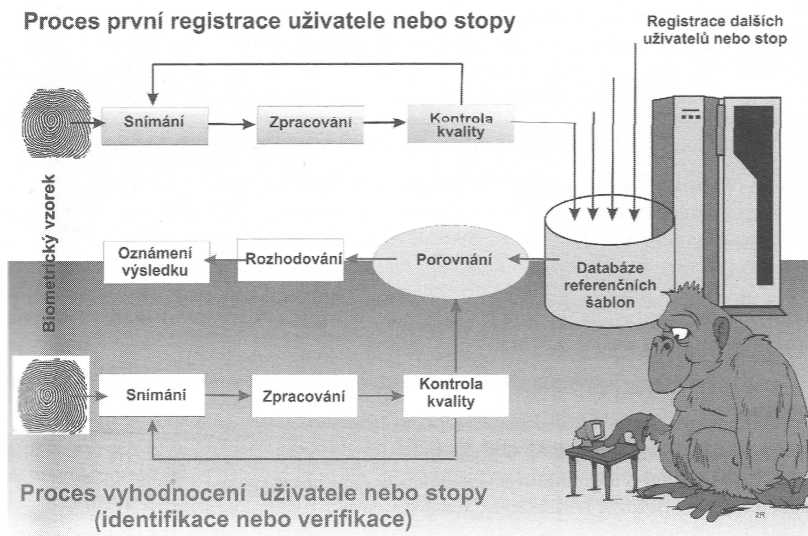 Proces první registrace uživatele nebo stopy
Registrace dalších
uživatelů nebo stop
Snímání
Zpracování
Kontrola
kvality
Biometrický vzorek
Oznámení
výsledku
Rozhodování
Porovnání
Databáze
referenčních
šablon
Snímání
Zpracování
Kontrola
kvality
Proces vyhodnocení uživatele nebo stopy
(identifikace nebo verifikace)
2R